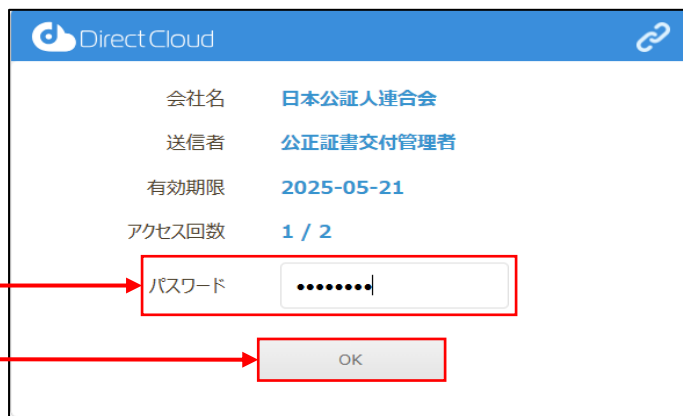 DirectCloud
会社名 日本公証人連合会
送信者 公正証書交付管理者
有効期限 2025-05-21
アクセス回数 1 / 2
パスワード ••••••••
OK